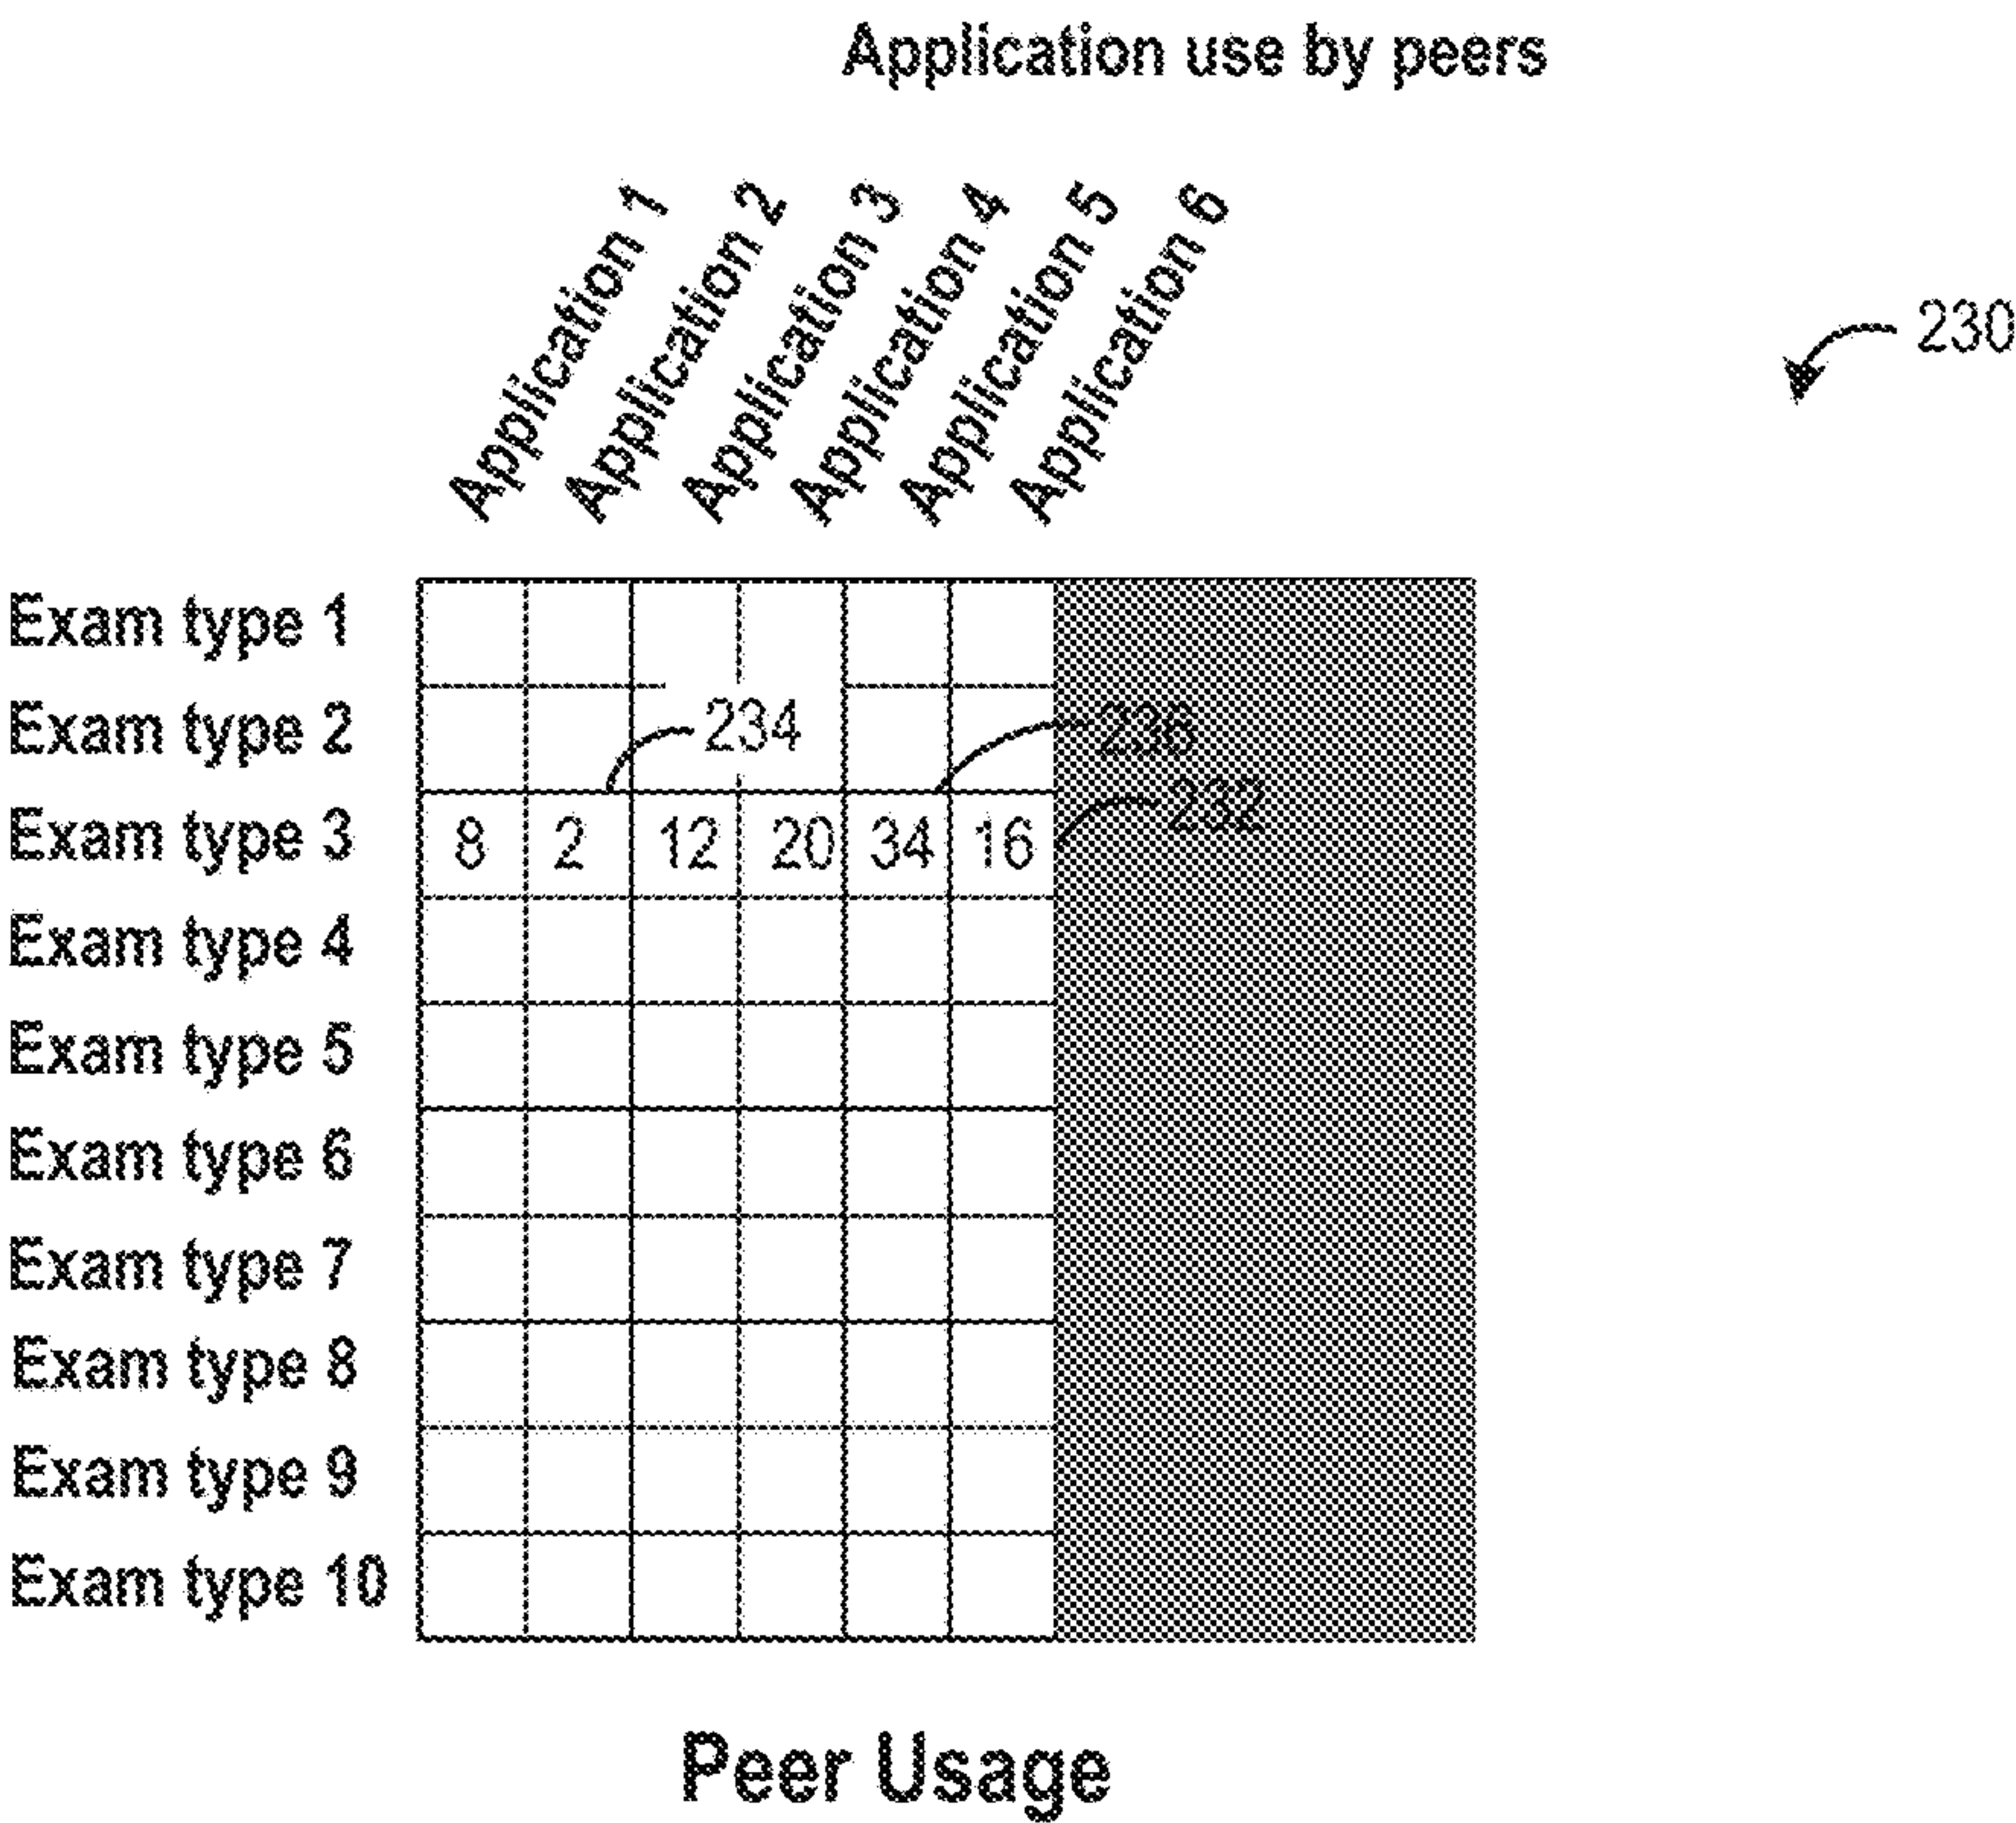 Application use by peers
Application 1
Application 2
Application 3
Application 4
Application 5
Application 6
230
Exam type 1
Exam type 2
234
236
232
Exam type 3 8 2 12 20 34 16
Exam type 4
Exam type 5
Exam type 6
Exam type 7
Exam type 8
Exam type 9
Exam type 10
Peer Usage